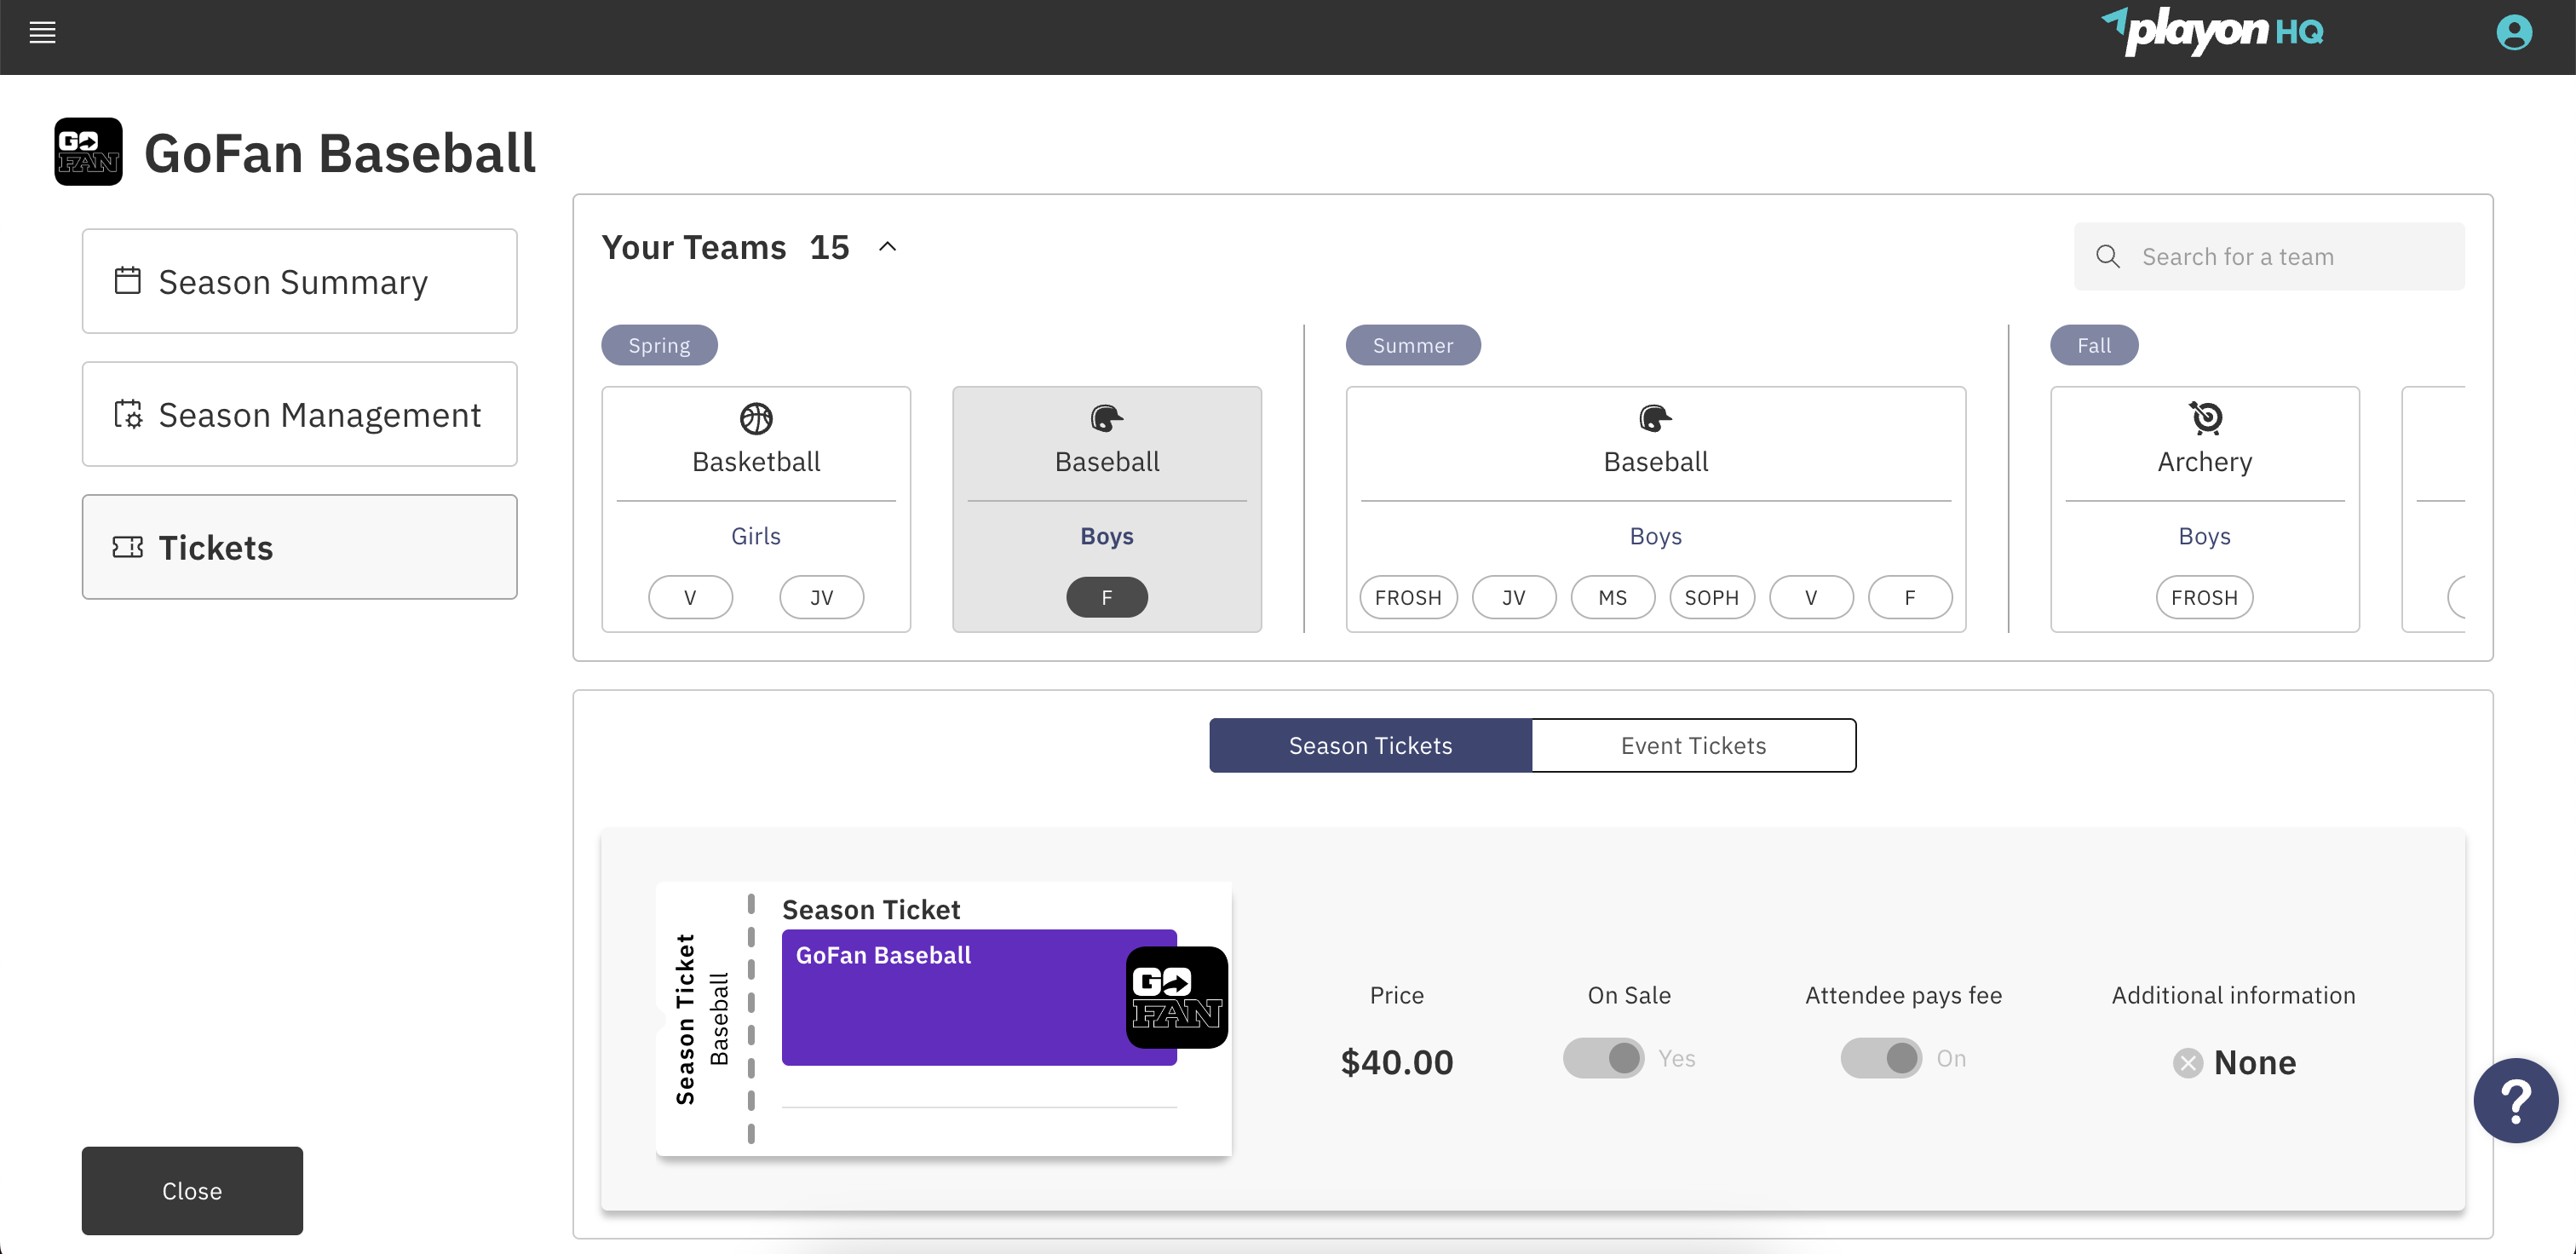 playon HQ
GO FAN
GoFan Baseball
Season Summary
Season Management
Tickets
Close
Your Teams 15
Search for a team
Spring
Basketball
Girls
V JV
Baseball
Boys
F
Summer
Baseball
Boys
FROSH JV MS SOPH V F
Fall
Archery
Boys
FROSH
Season Tickets
Event Tickets
Season Ticket
Baseball
Season Ticket
GoFan Baseball
GO FAN
Price
$40.00
On Sale
Yes
Attendee pays fee
On
Additional information
None
?